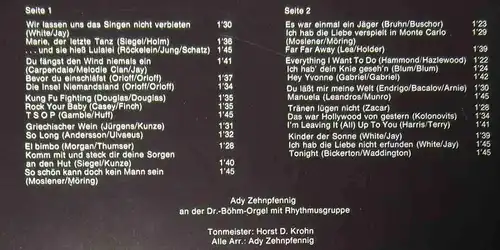 Seite 1
Wir lassen uns das Singen nicht verbieten 1'30
(White/Jay)
Marie, der letzte Tanz (Siegel/Holm) 1'36
... und sie hieß Lulalei (Röckelein/Jung/Schatz) 1'45
Du fängst den Wind niemals ein 1'41
(Carpendale/Melodie Clan/Jay)
Bevor du einschläfst (Orloff/Orloff) 1'37
Die Insel Niemandsland (Orloff/Orloff) 1'34
Kung Fu Fighting (Douglas/Douglas) 1'35
Rock Your Baby (Casey/Finch) 1'35
T S O P (Gamble/Huff) 1'45
Griechischer Wein (Jürgens/Kunze) 1'31
So Long (Andersson/Ulvaeus) 1'32
El bimbo (Morgan/Thumser) 1'28
Komm mit und steck dir deine Sorgen
an den Hut (Siegel/Kunze) 1'40
So schön kann doch kein Mann sein 1'45
(Moslener/Möring)
Seite 2
Es war einmal ein Jäger (Bruhn/Buschor) 1'23
Ich hab die Liebe verspielt in Monte Carlo 1'29
(Moslener/Möring)
Far Far Away (Lea/Holder) 1'39
Everything I Want To Do (Hammond/Hazlewood) 1'22
Ich hab' dein Knie geseh'n (Blum/Blum) 1'24
Hey Yvonne (Gabriel/Gabriel) 1'42
Du läßt mir meine Welt (Endrigo/Bacalov/Arnie) 1'30
Manuela (Leandros/Munro) 1'45
Tränen lügen nicht (Zacar) 1'28
Das war Hollywood von gestern (Kolonovits) 1'34
I'm Leaving It (All) Up To You (Harris/Terry) 1'41
Kinder der Sonne (White/Jay) 1'39
Ich hab die Liebe nicht erfunden (White/Jay) 1'45
Tonight (Bickerton/Waddington) 1'45
Ady Zehnpfennig
an der Dr.-Böhm-Orgel mit Rhythmusgruppe
Tonmeister: Horst D. Krohn
Alle Arr.: Ady Zehnpfennig